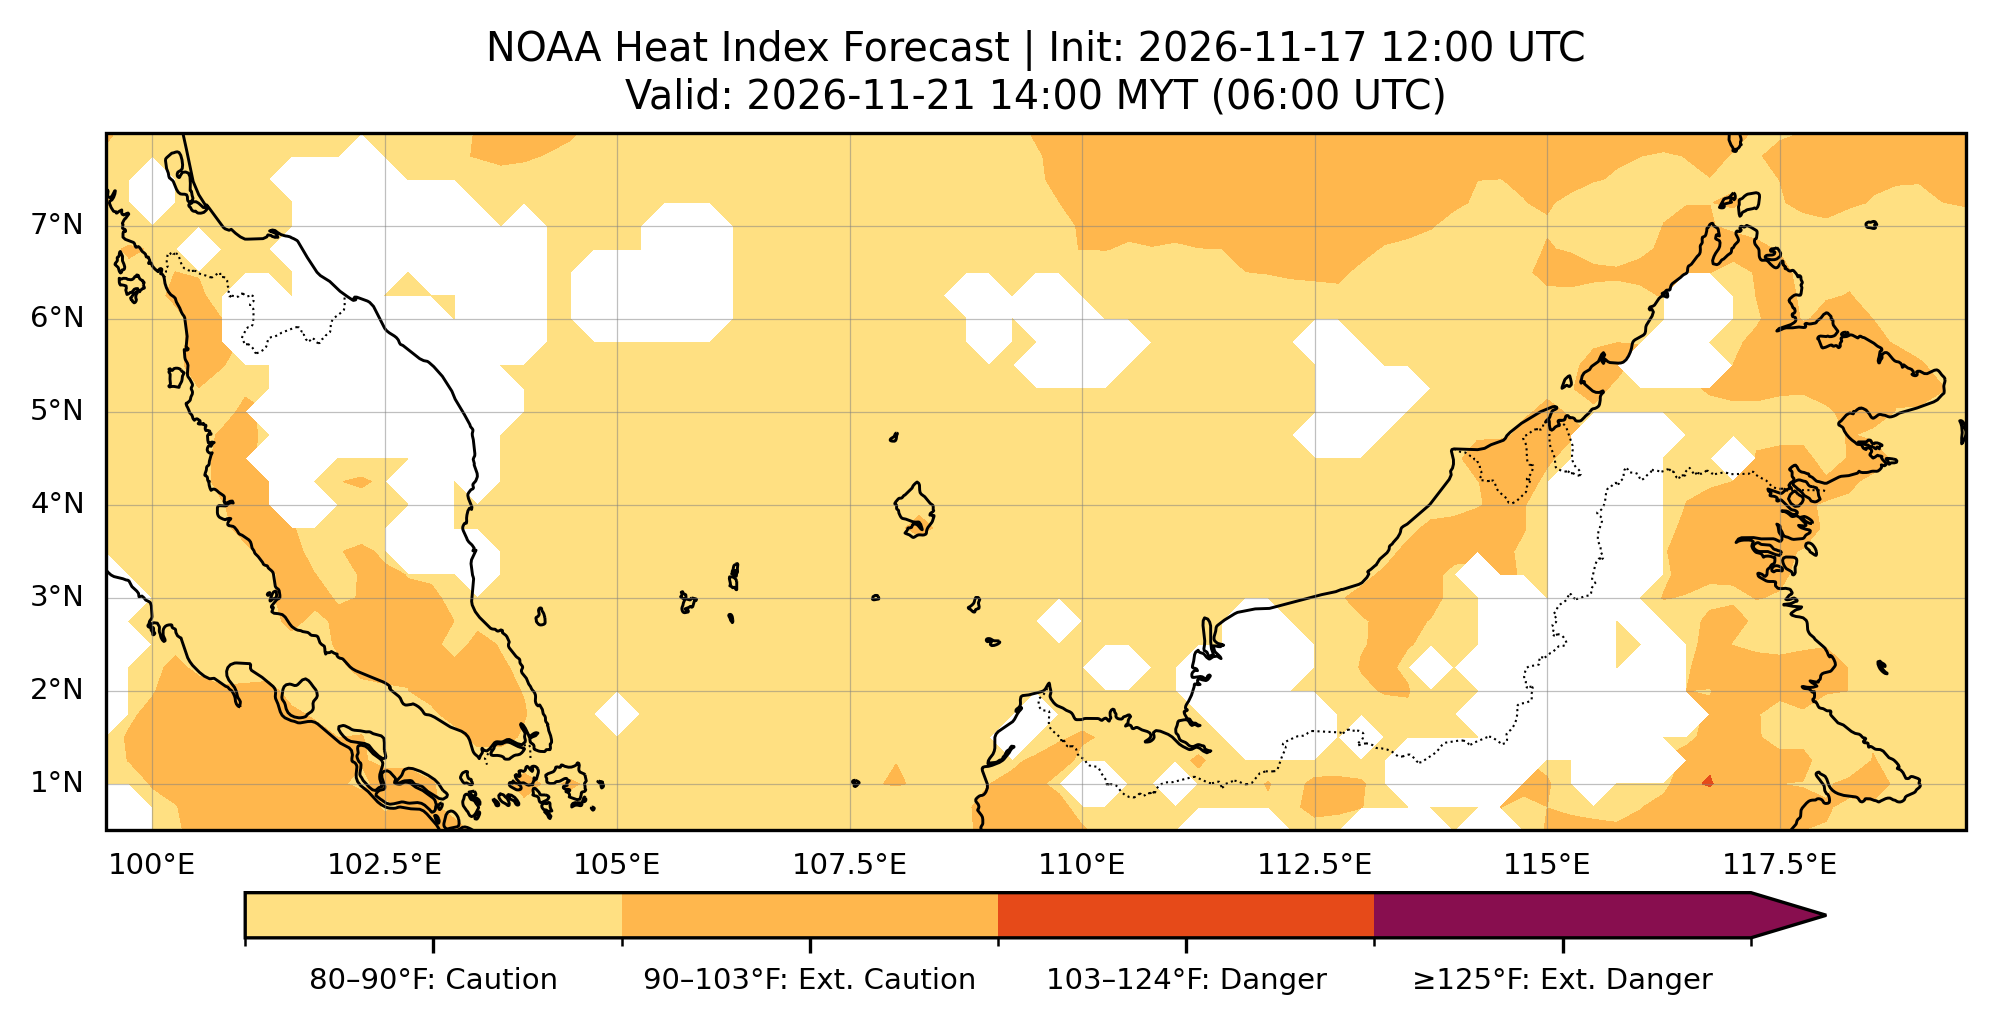 NOAA Heat Index Forecast | Init: 2026-11-17 12:00 UTC
Valid: 2026-11-21 14:00 MYT (06:00 UTC)
7°N
6°N
5°N
4°N
3°N
2°N
1°N
100°E 102.5°E 105°E 107.5°E 110°E 112.5°E 115°E 117.5°E
80–90°F: Caution 90–103°F: Ext. Caution 103–124°F: Danger ≥125°F: Ext. Danger